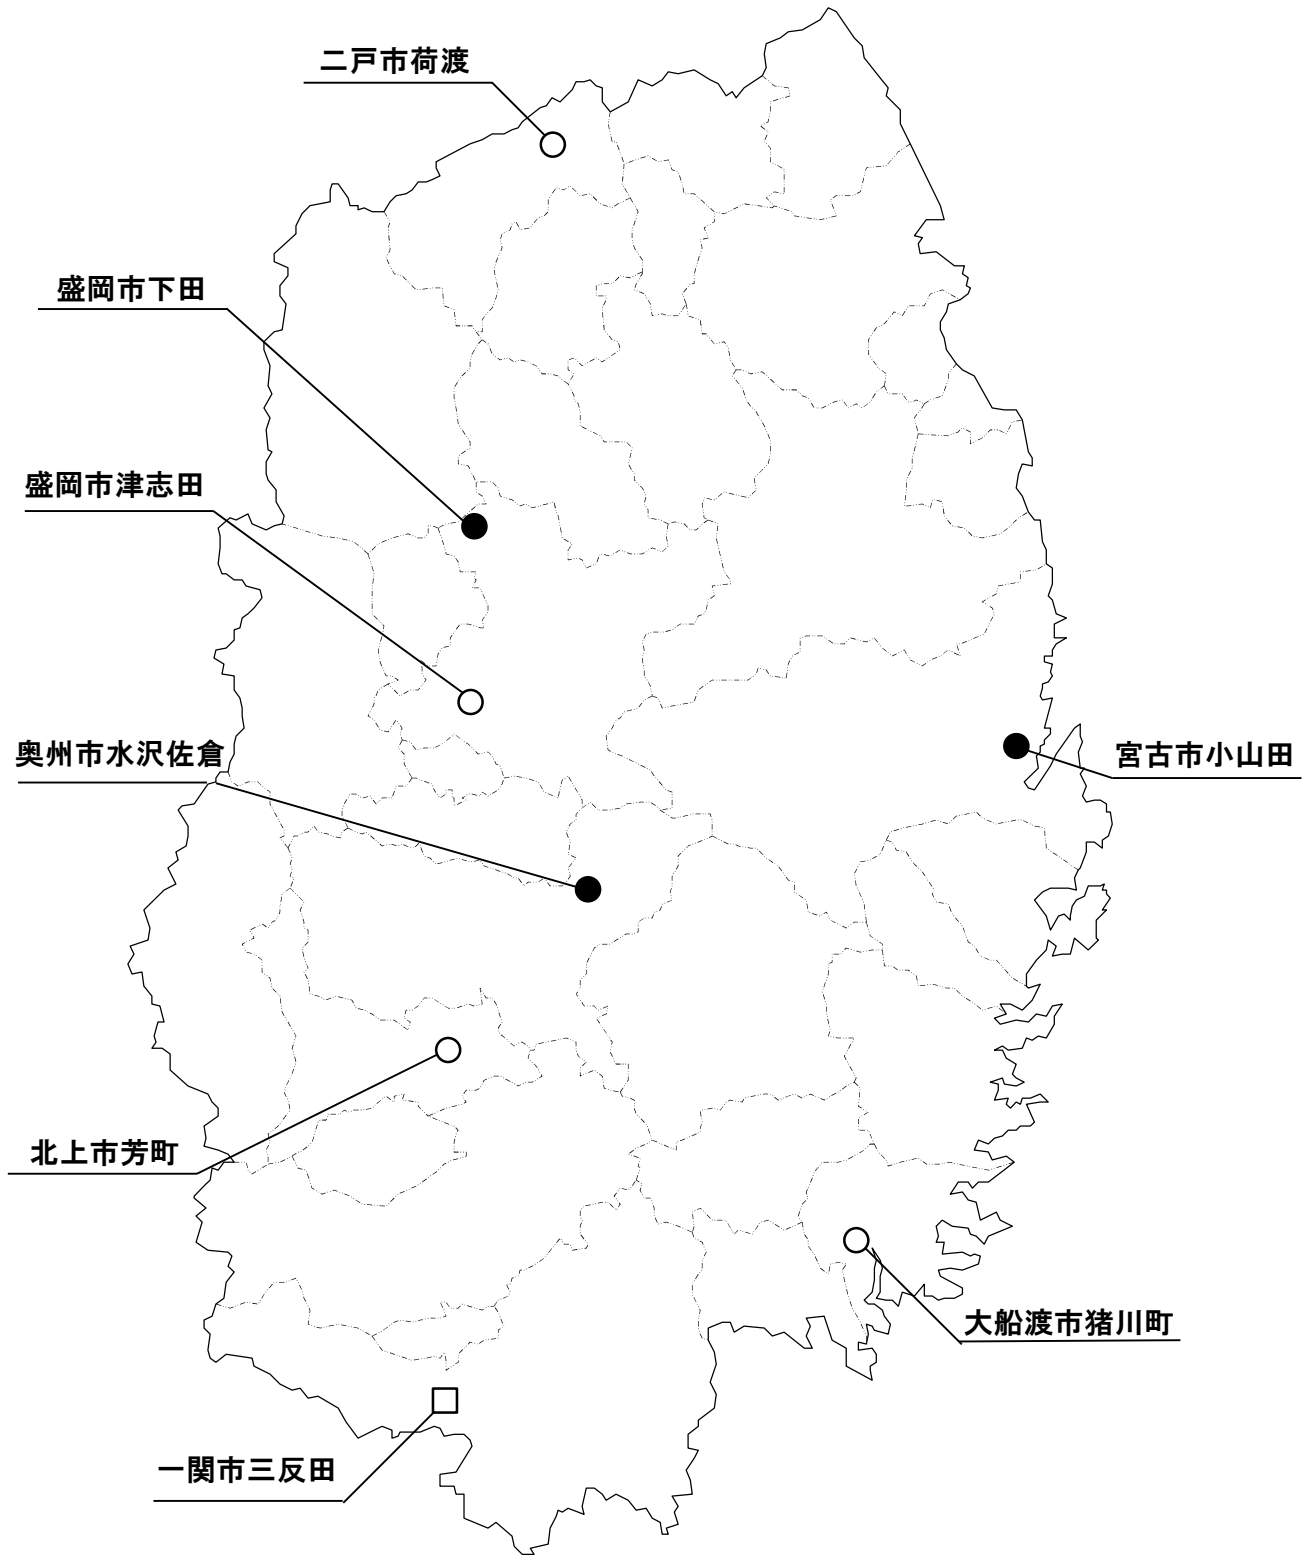 二戸市荷渡
盛岡市下田
盛岡市津志田
奥州市水沢佐倉
宮古市小山田
北上市芳町
大船渡市猪川町
一関市三反田